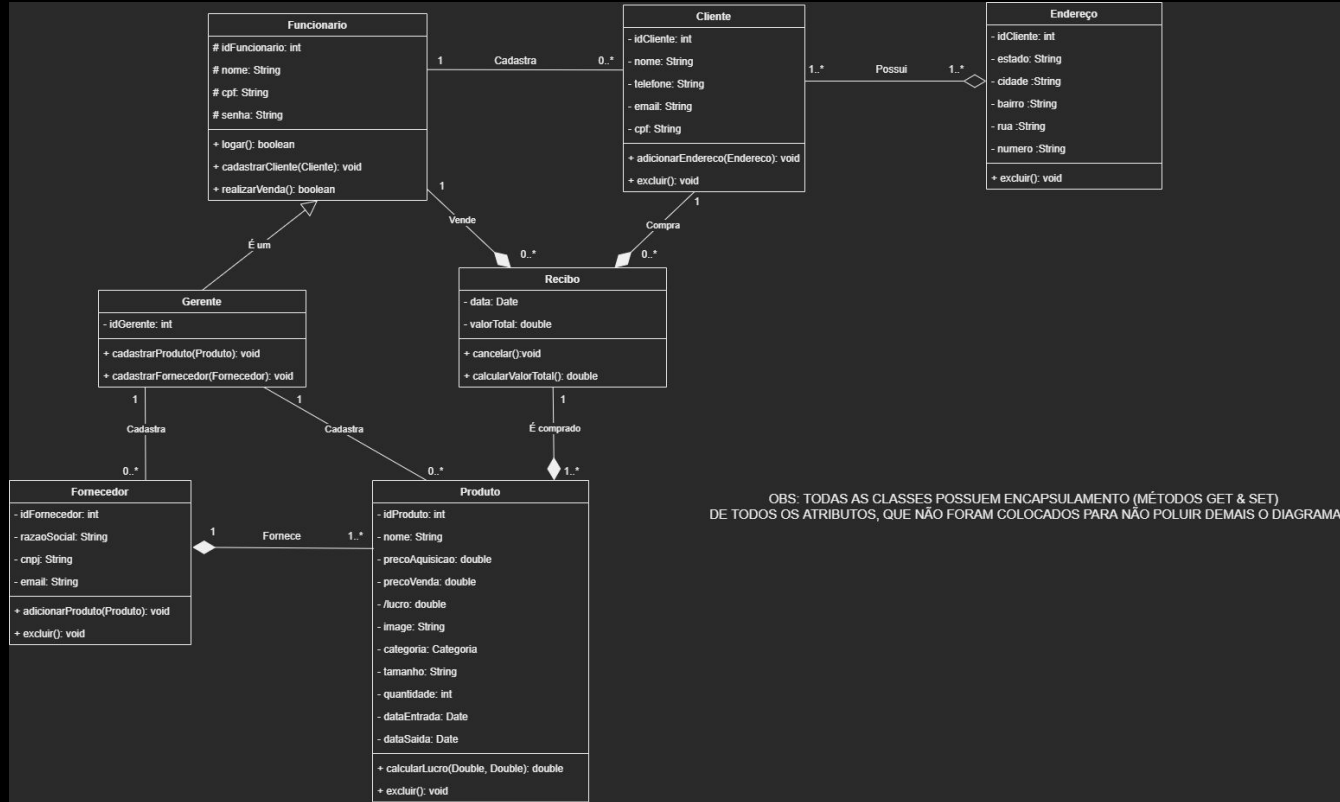 Funcionario
# idFuncionario: int
# nome: String
# cpf: String
# senha: String
+ logar(): boolean
+ cadastrarCliente(Cliente): void
+ realizarVenda(): boolean
1
Cadastra
0..*
Cliente
- idCliente: int
- nome: String
- telefone: String
- email: String
- cpf: String
+ adicionarEndereco(Endereco): void
+ excluir(): void
1..*
Possui
1..*
Endereço
- idCliente: int
- estado: String
- cidade :String
- bairro :String
- rua :String
- numero :String
+ excluir(): void
1
Vende
0..*
1
Compra
0..*
É um
Gerente
- idGerente: int
+ cadastrarProduto(Produto): void
+ cadastrarFornecedor(Fornecedor): void
Recibo
- data: Date
- valorTotal: double
+ cancelar():void
+ calcularValorTotal(): double
1
Cadastra
0..*
1
Cadastra
0..*
1
É comprado
1..*
Fornecedor
- idFornecedor: int
- razaoSocial: String
- cnpj: String
- email: String
+ adicionarProduto(Produto): void
+ excluir(): void
1
Fornece
1..*
Produto
- idProduto: int
- nome: String
- precoAquisicao: double
- precoVenda: double
- /lucro: double
- image: String
- categoria: Categoria
- tamanho: String
- quantidade: int
- dataEntrada: Date
- dataSaida: Date
+ calcularLucro(Double, Double): double
+ excluir(): void
OBS: TODAS AS CLASSES POSSUEM ENCAPSULAMENTO (MÉTODOS GET & SET)
DE TODOS OS ATRIBUTOS, QUE NÃO FORAM COLOCADOS PARA NÃO POLUIR DEMAIS O DIAGRAMA